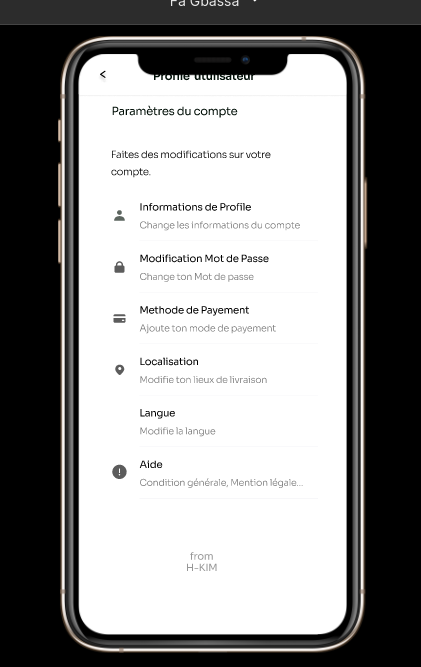 Fa Gbassa
Profile utilisateur
Paramètres du compte
Faites des modifications sur votre
compte.
Informations de Profile
Change les informations du compte
Modification Mot de Passe
Change ton Mot de passe
Methode de Payement
Ajoute ton mode de payement
Localisation
Modifie ton lieux de livraison
Langue
Modifie la langue
Aide
Condition générale, Mention légale...
from
H-KIM